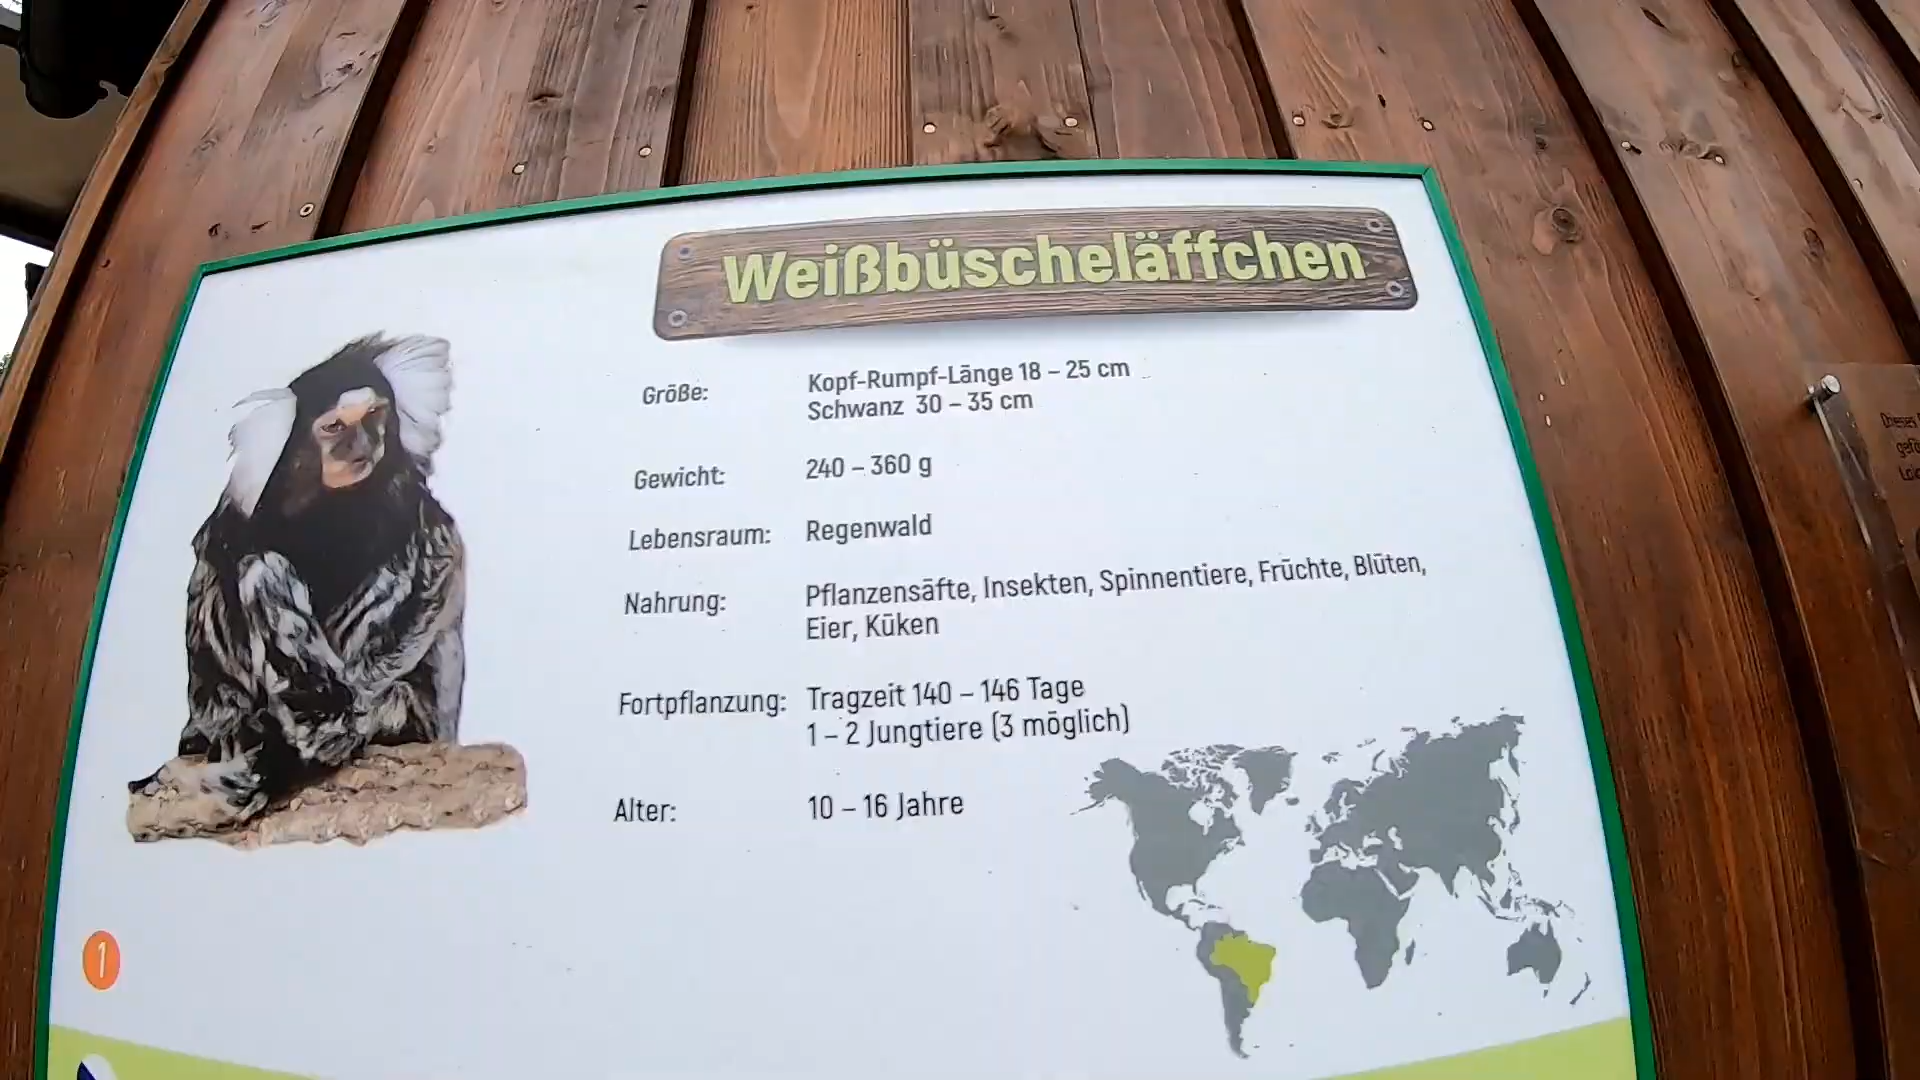 Weißbüscheläffchen
Größe: Kopf-Rumpf-Länge 18 – 25 cm
Schwanz 30 – 35 cm
Gewicht: 240 – 360 g
Lebensraum: Regenwald
Nahrung: Pflanzensäfte, Insekten, Spinnentiere, Früchte, Blüten,
Eier, Küken
Fortpflanzung: Tragzeit 140 – 146 Tage
1 – 2 Jungtiere (3 möglich)
Alter: 10 – 16 Jahre
1